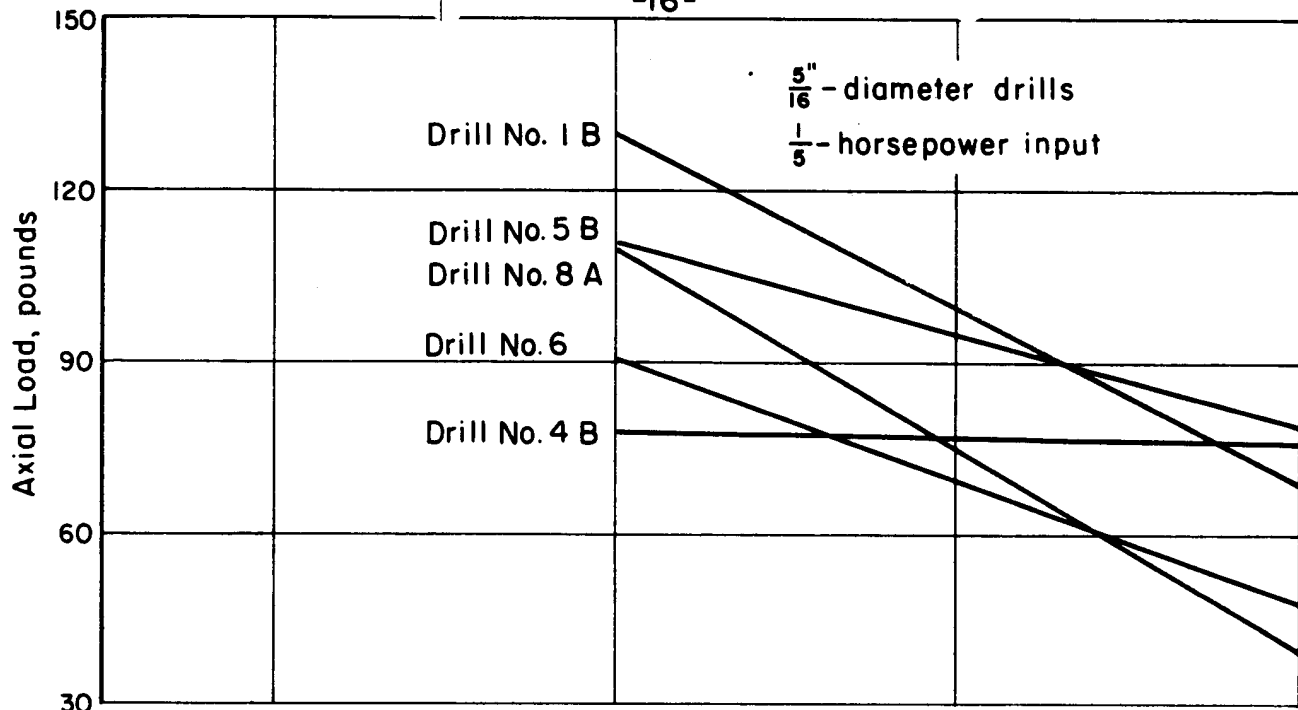 -16-
150
5"
16 - diameter drills
Drill No. 1 B
1
5 - horsepower input
120
Drill No. 5 B
Drill No. 8 A
Axial Load, pounds
90
Drill No. 6
Drill No. 4 B
60
30